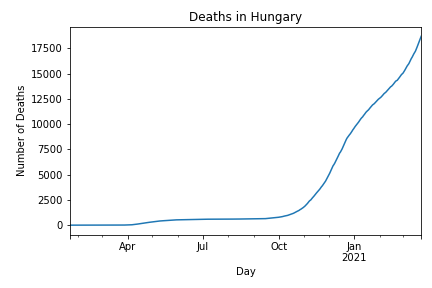 Deaths in Hungary
17500
15000
12500
10000
7500
5000
2500
0
Number of Deaths
Apr
Jul
Oct
Jan
2021
Day